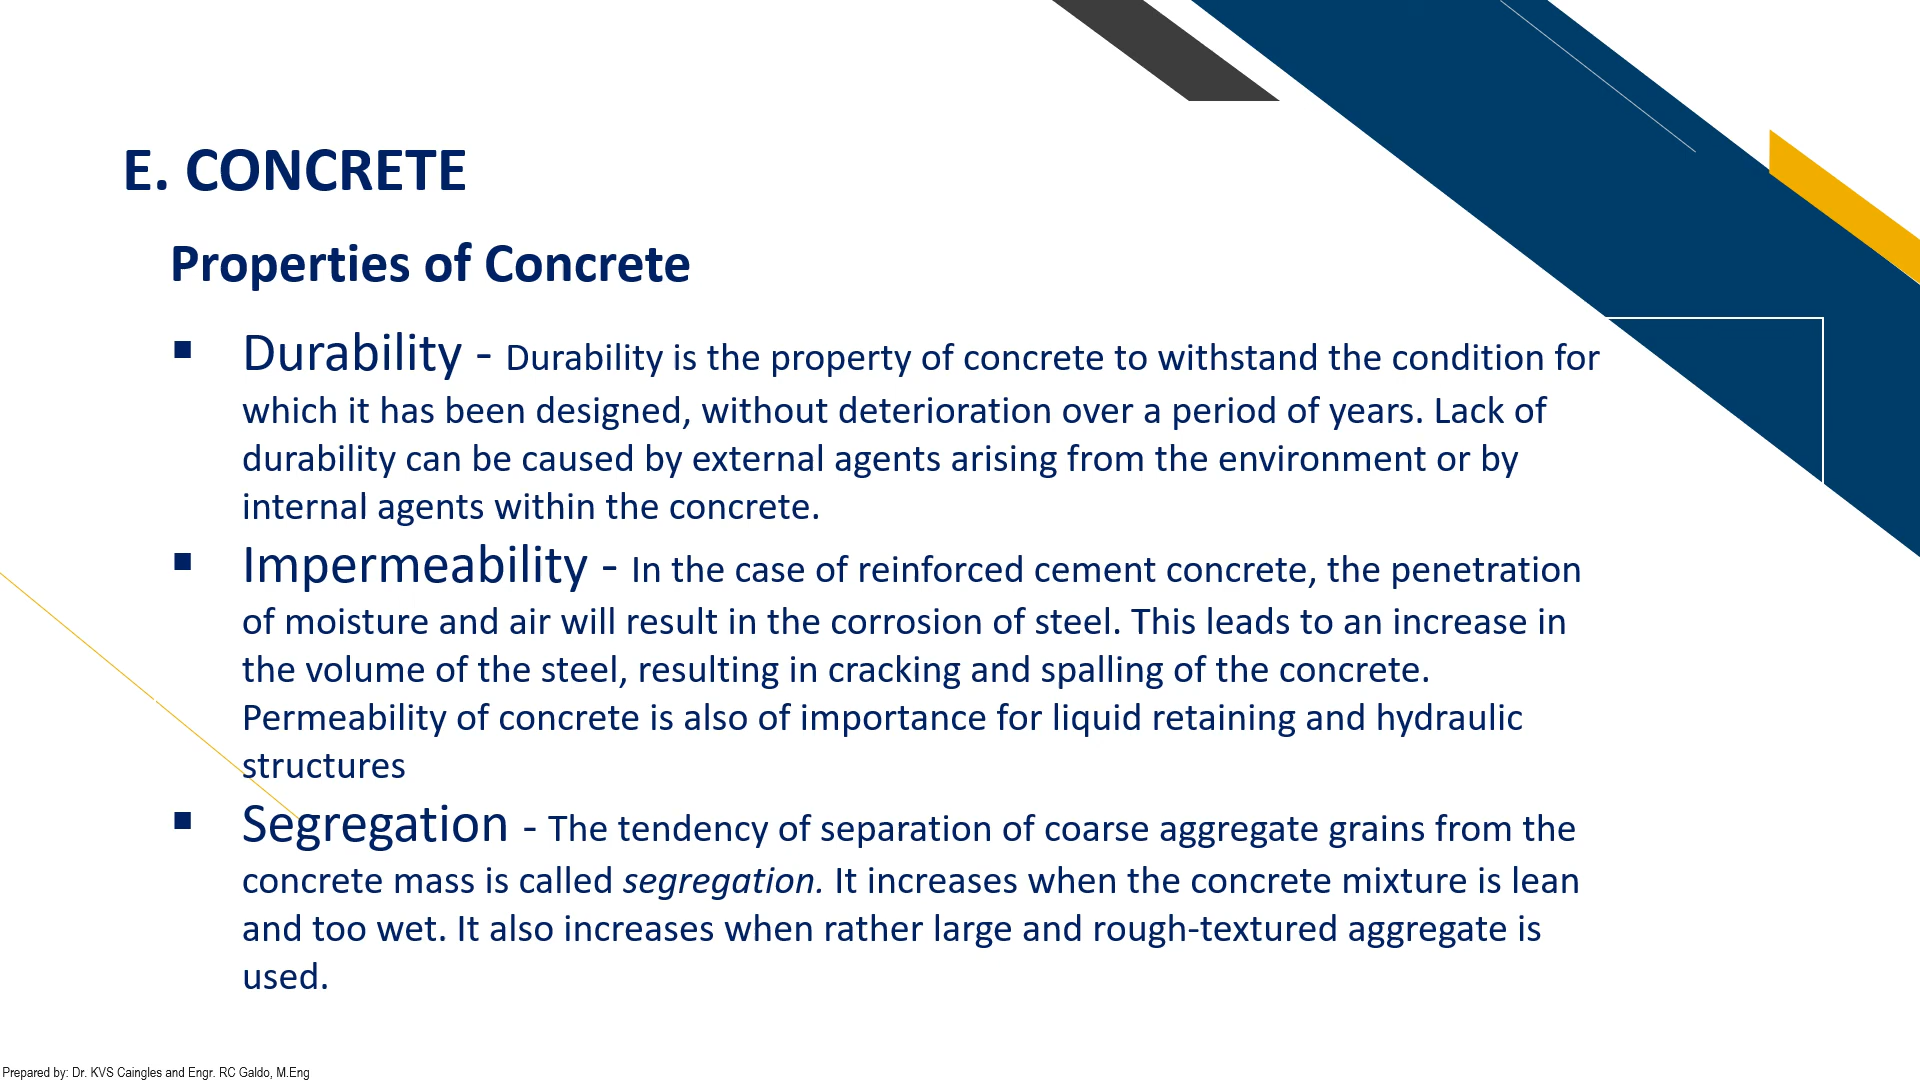 E. CONCRETE
Properties of Concrete
▪ Durability - Durability is the property of concrete to withstand the condition for
which it has been designed, without deterioration over a period of years. Lack of
durability can be caused by external agents arising from the environment or by
internal agents within the concrete.
▪ Impermeability - In the case of reinforced cement concrete, the penetration
of moisture and air will result in the corrosion of steel. This leads to an increase in
the volume of the steel, resulting in cracking and spalling of the concrete.
Permeability of concrete is also of importance for liquid retaining and hydraulic
structures
▪ Segregation - The tendency of separation of coarse aggregate grains from the
concrete mass is called segregation. It increases when the concrete mixture is lean
and too wet. It also increases when rather large and rough-textured aggregate is
used.
Prepared by: Dr. KVS Caingles and Engr. RC Galdo, M.Eng